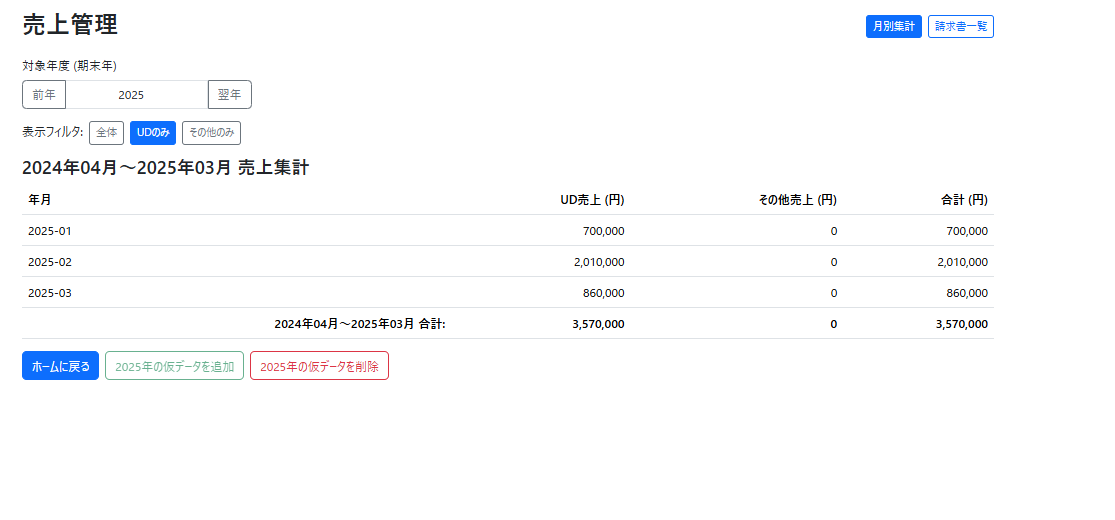 売上管理
月別集計 請求書一覧
対象年度 (期末年)
前年 2025 翌年
表示フィルタ: 全体 UDのみ その他のみ
2024年04月～2025年03月 売上集計
年月 UD売上 (円) その他売上 (円) 合計 (円)
2025-01 700,000 0 700,000
2025-02 2,010,000 0 2,010,000
2025-03 860,000 0 860,000
2024年04月～2025年03月 合計: 3,570,000 0 3,570,000
ホームに戻る 2025年の仮データを追加 2025年の仮データを削除